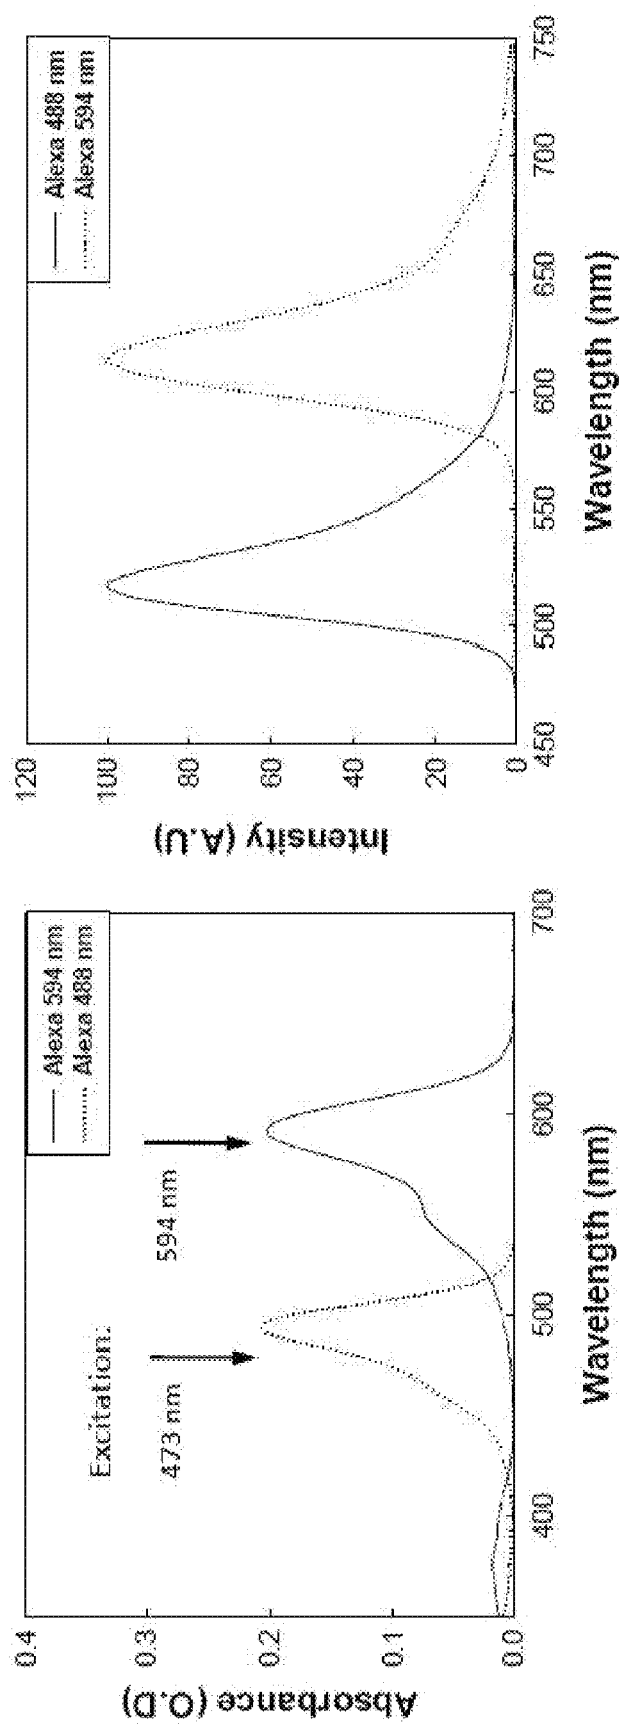 Absorbance (O.D)
0.4
0.3
0.2
0.1
0.0
Excitation:
473 nm
594 nm
Alexa 594 nm
Alexa 488 nm
400
500
600
700
Wavelength (nm)
Intensity (A.U)
120
100
80
60
40
20
0
Alexa 488 nm
Alexa 594 nm
450
500
550
600
650
700
750
Wavelength (nm)